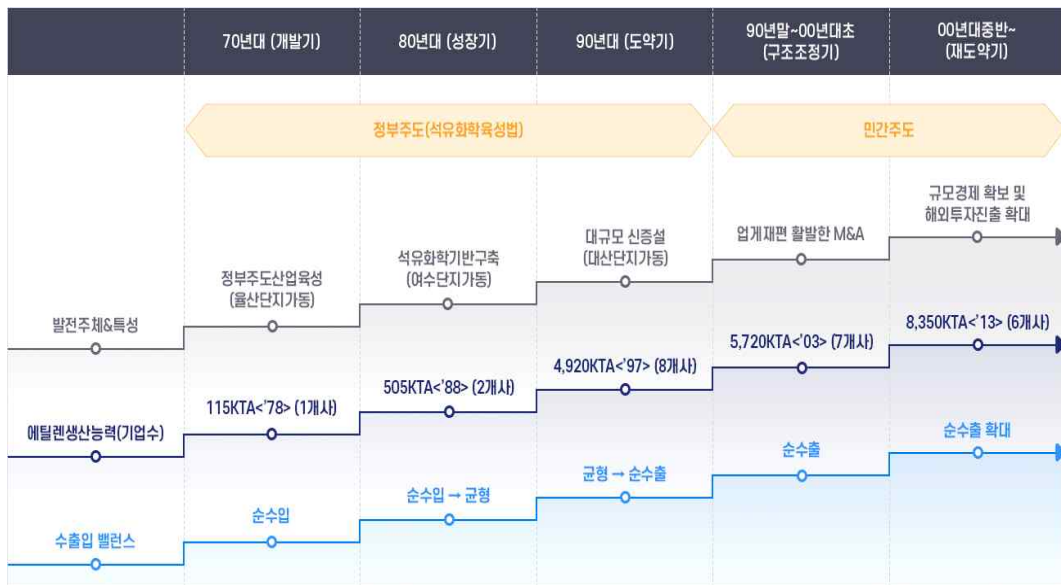 70년대 (개발기)
80년대 (성장기)
90년대 (도약기)
90년말~00년대초
(구조조정기)
00년대중반~
(재도약기)
정부주도(석유화학육성법)
민간주도
발전주체&특성
정부주도산업육성
(율산단지가동)
석유화학기반구축
(여수단지가동)
대규모 신증설
(대산단지가동)
업계재편 활발한 M&A
규모경제 확보 및
해외투자진출 확대
에틸렌생산능력(기업수)
115KTA<'78> (1개사)
505KTA<'88> (2개사)
4,920KTA<'97> (8개사)
5,720KTA<'03> (7개사)
8,350KTA<'13> (6개사)
수출입 밸런스
순수입
순수입 → 균형
균형 → 순수출
순수출
순수출 확대